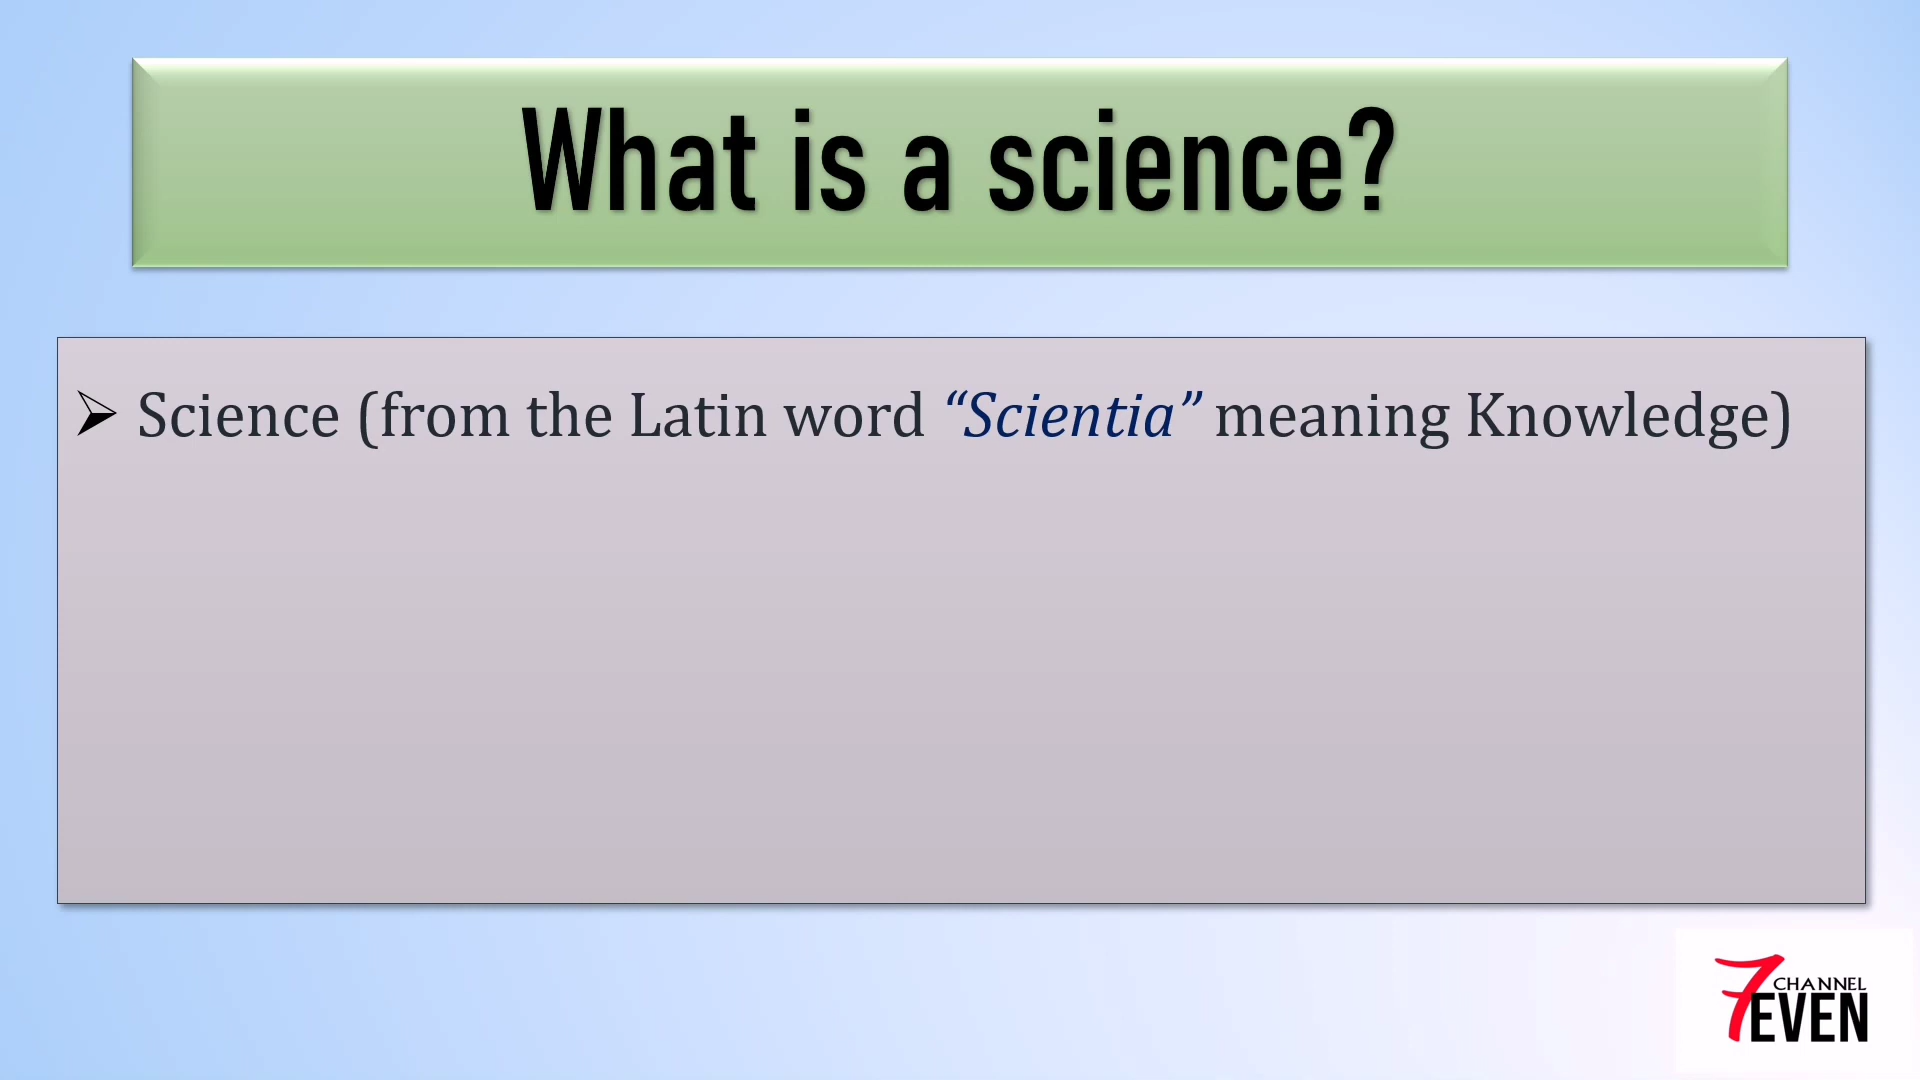 What is a science?
Science (from the Latin word “Scientia” meaning Knowledge)
CHANNEL
7EVEN